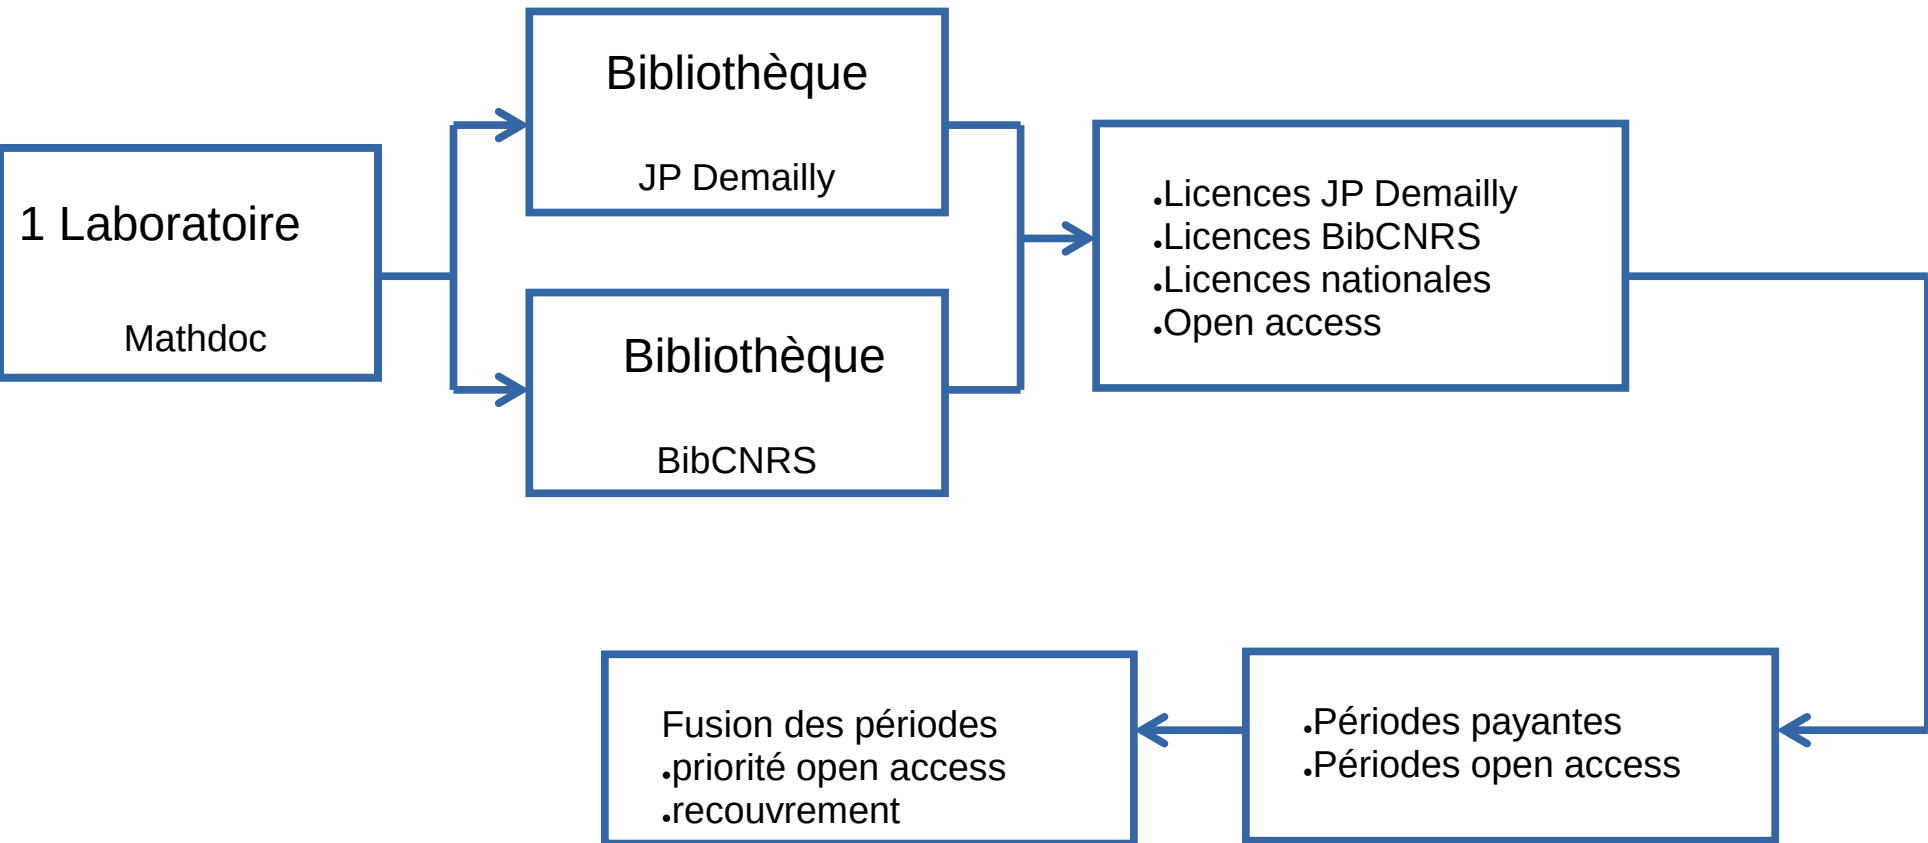 1 Laboratoire
Mathdoc
Bibliothèque
JP Demailly
Bibliothèque
BibCNRS
•Licences JP Demailly
•Licences BibCNRS
•Licences nationales
•Open access
•Périodes payantes
•Périodes open access
Fusion des périodes
•priorité open access
•recouvrement